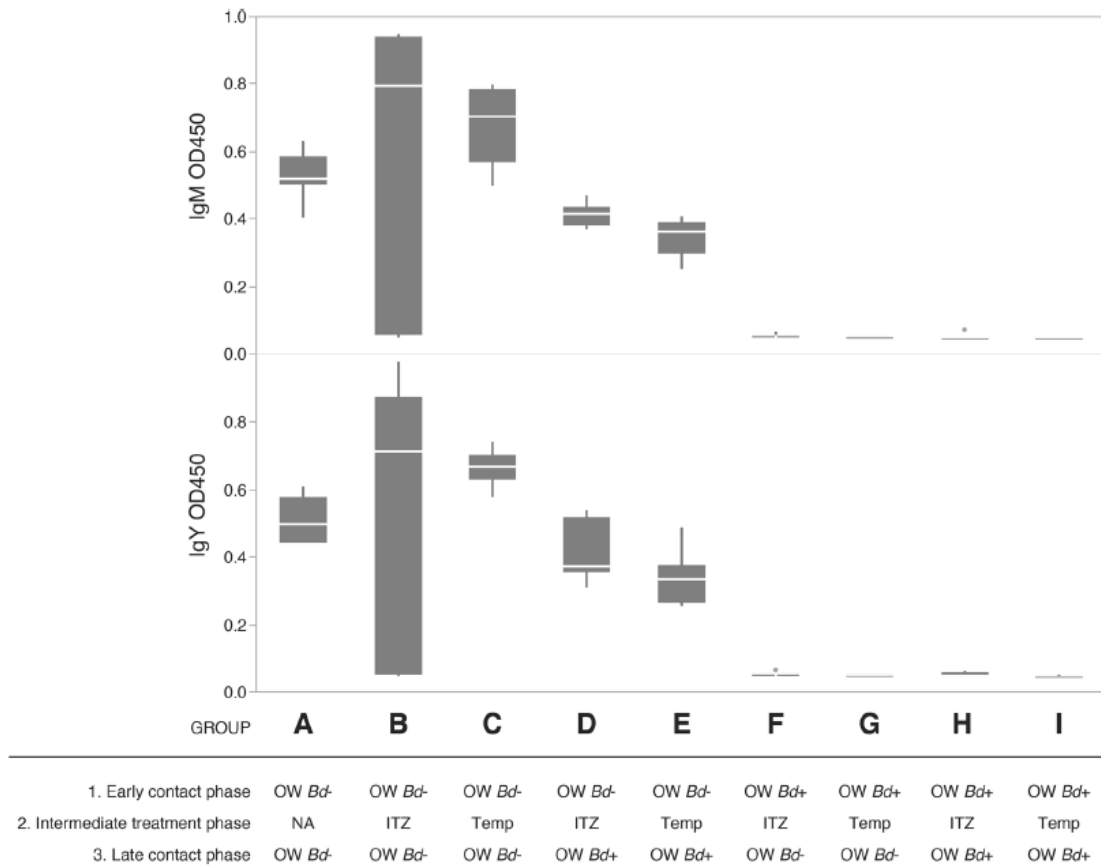 1.0
0.8
0.6
0.4
0.2
0.0
IgM OD450
0.8
0.6
0.4
0.2
0.0
IgY OD450
GROUP A B C D E F G H I
1. Early contact phase OW Bd- OW Bd- OW Bd- OW Bd- OW Bd- OW Bd+ OW Bd+ OW Bd+ OW Bd+
2. Intermediate treatment phase NA ITZ Temp ITZ Temp ITZ Temp ITZ Temp
3. Late contact phase OW Bd- OW Bd- OW Bd- OW Bd+ OW Bd+ OW Bd- OW Bd- OW Bd+ OW Bd+